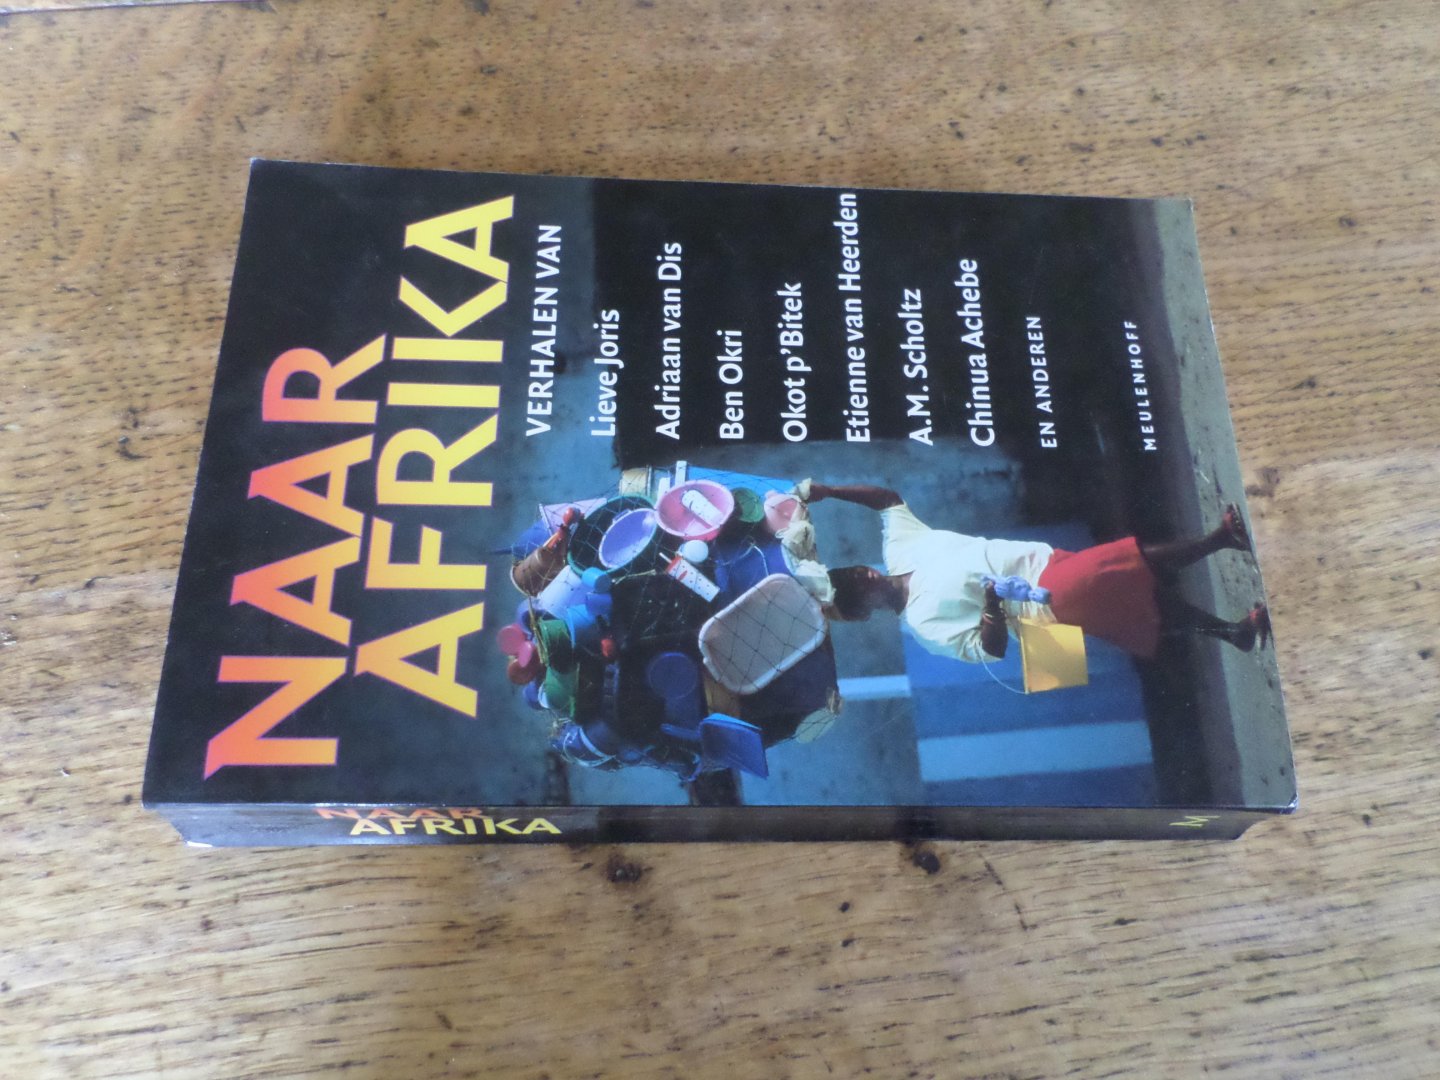 NAAR
AFRIKA
VERHALEN VAN
Lieve Joris
Adriaan van Dis
Ben Okri
Okot p'Bitek
Etienne van Heerden
A.M. Scholtz
Chinua Achebe
EN ANDEREN
MEULENHOFF
NAAR
AFRIKA
M